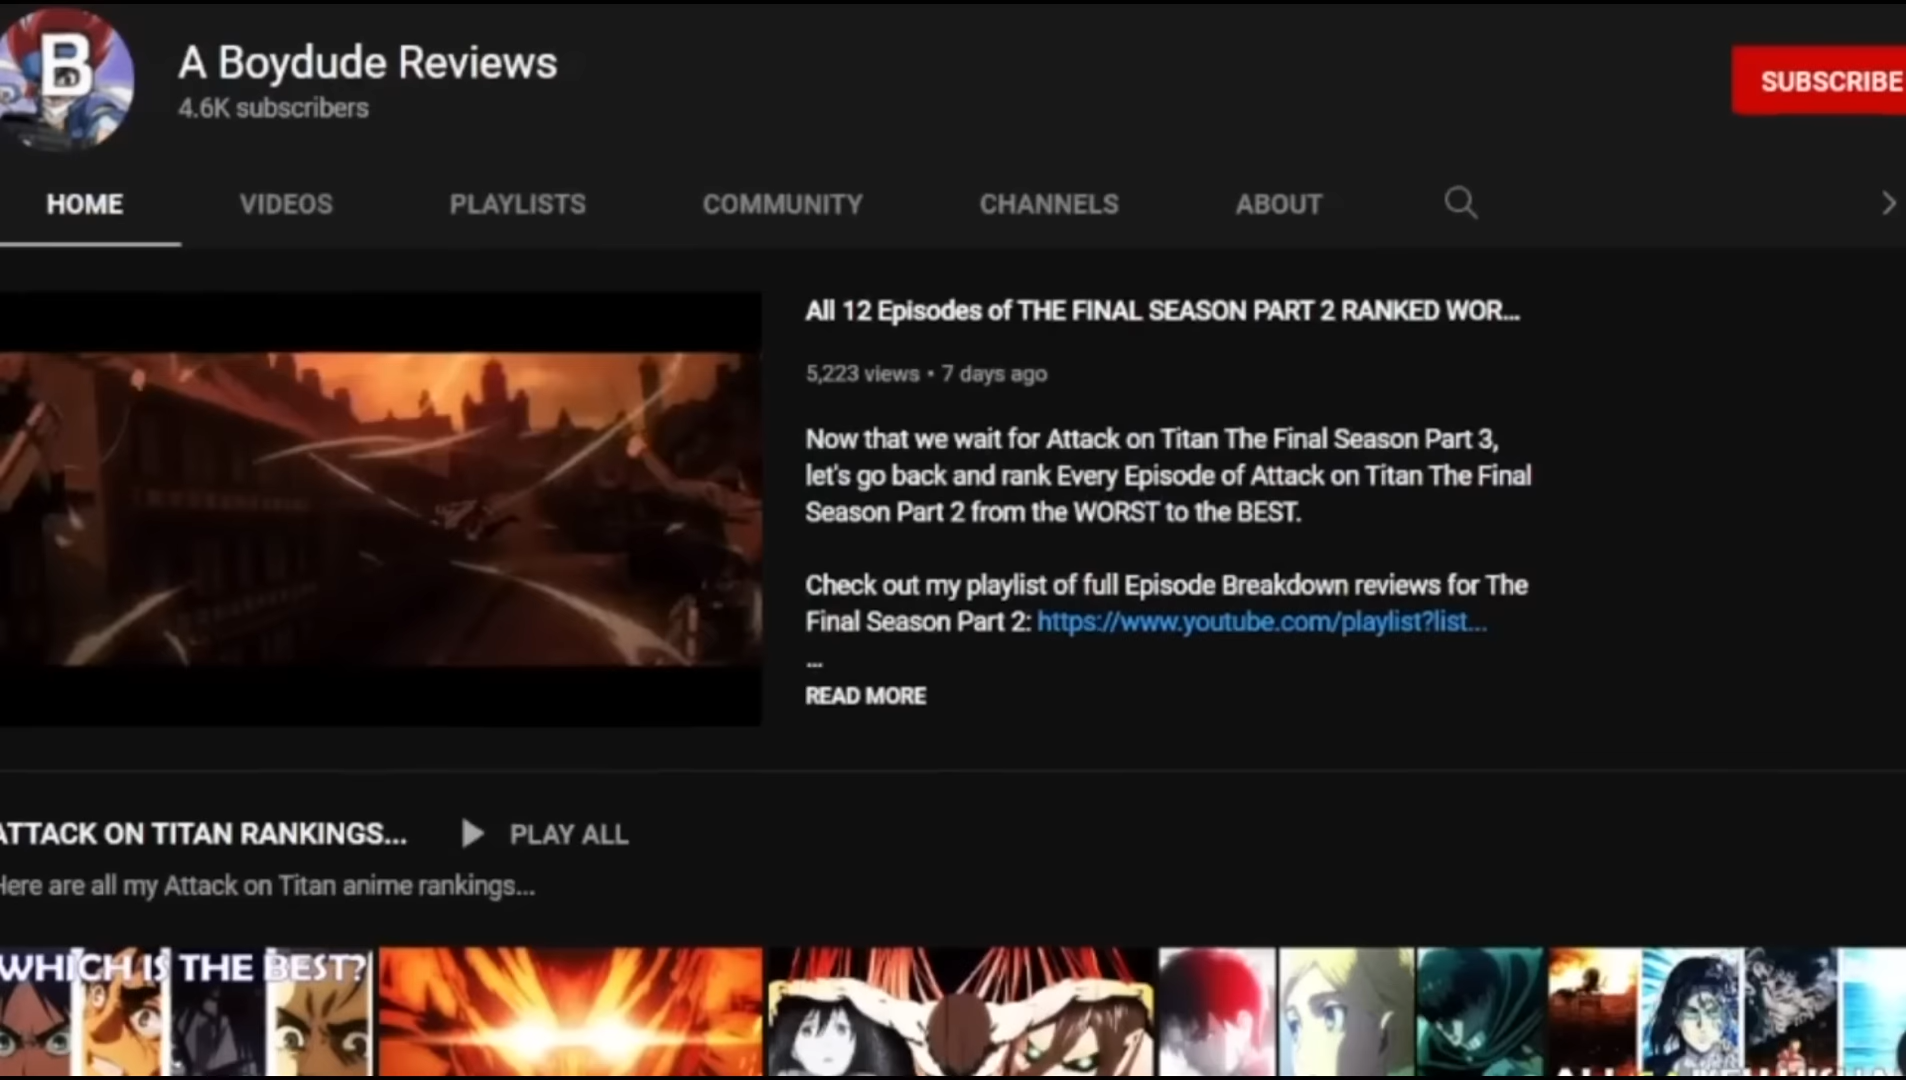 B
A Boydude Reviews
4.6K subscribers
SUBSCRIBE
HOME VIDEOS PLAYLISTS COMMUNITY CHANNELS ABOUT
All 12 Episodes of THE FINAL SEASON PART 2 RANKED WOR...
5,223 views • 7 days ago
Now that we wait for Attack on Titan The Final Season Part 3,
let's go back and rank Every Episode of Attack on Titan The Final
Season Part 2 from the WORST to the BEST.
Check out my playlist of full Episode Breakdown reviews for The
Final Season Part 2: https://www.youtube.com/playlist?list...
...
READ MORE
ATTACK ON TITAN RANKINGS... PLAY ALL
Here are all my Attack on Titan anime rankings...
WHICH IS THE BEST?